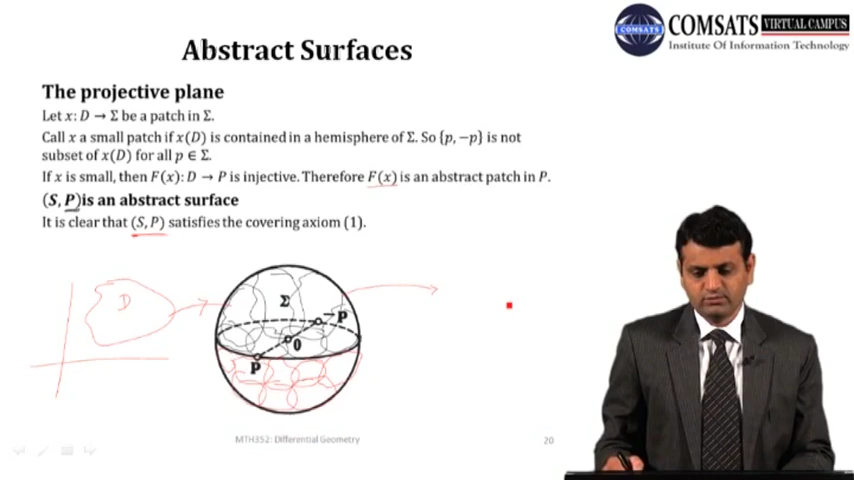 COMSATS VIRTUAL CAMPUS
COMSATS
Institute Of Information Technology
Abstract Surfaces
The projective plane
Let x: D → Σ be a patch in Σ.
Call x a small patch if x(D) is contained in a hemisphere of Σ. So {p, −p} is not
subset of x(D) for all p ∈ Σ.
If x is small, then F(x): D → P is injective. Therefore F(x) is an abstract patch in P.
(S, P)is an abstract surface
It is clear that (S, P) satisfies the covering axiom (1).
D
Σ
−P
0
P
MTH352: Differential Geometry
20